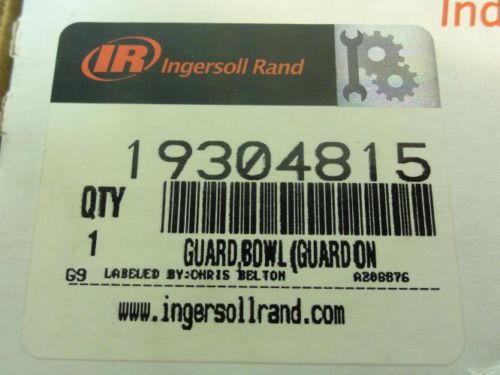 Ind
IR Ingersoll Rand
19304815
QTY
1
GUARD,BOWL (GUARD ON
G9 LABELED BY:CHRIS BELTON A206876
www.ingersollrand.com